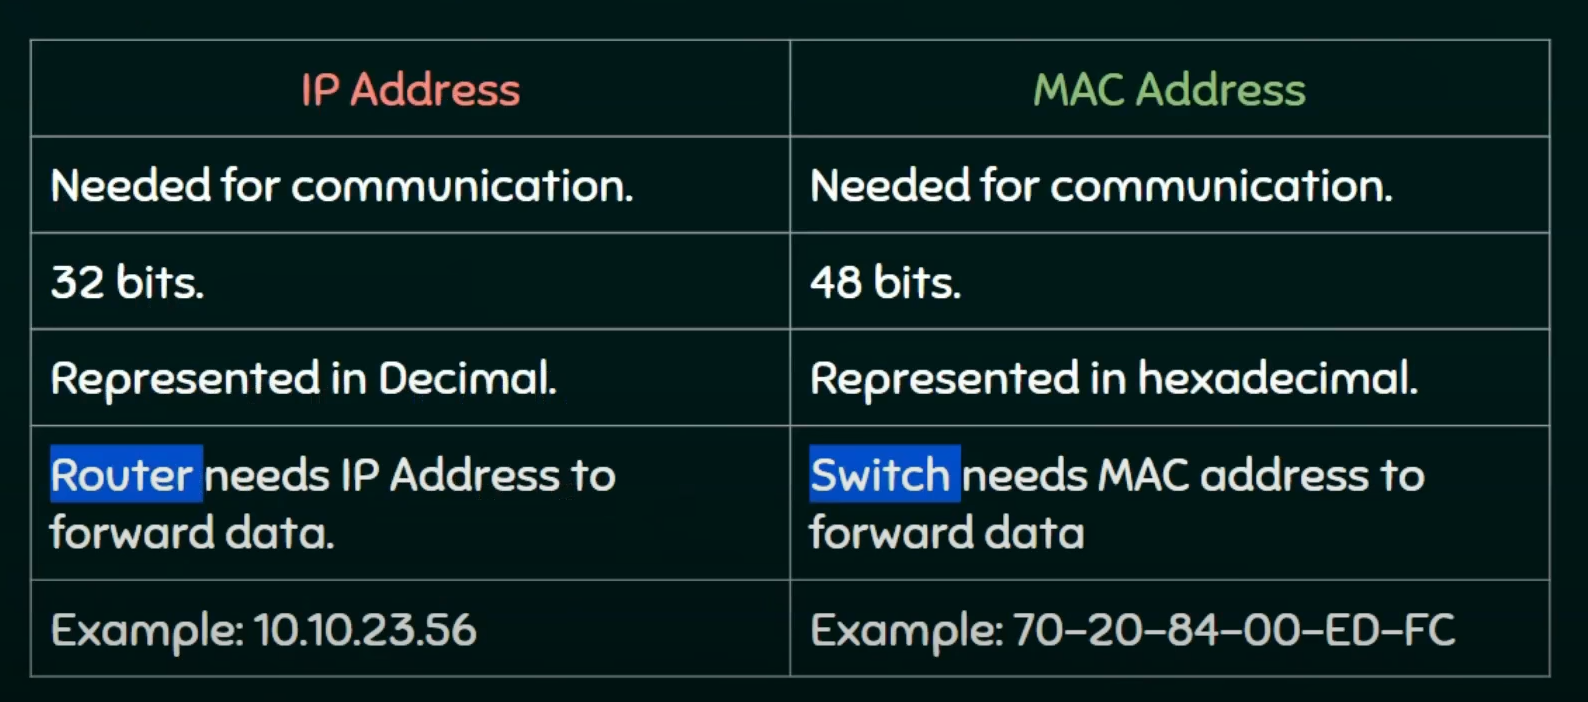 IP Address
MAC Address
Needed for communication.
Needed for communication.
32 bits.
48 bits.
Represented in Decimal.
Represented in hexadecimal.
Router needs IP Address to
forward data.
Switch needs MAC address to
forward data
Example: 10.10.23.56
Example: 70-20-84-00-ED-FC